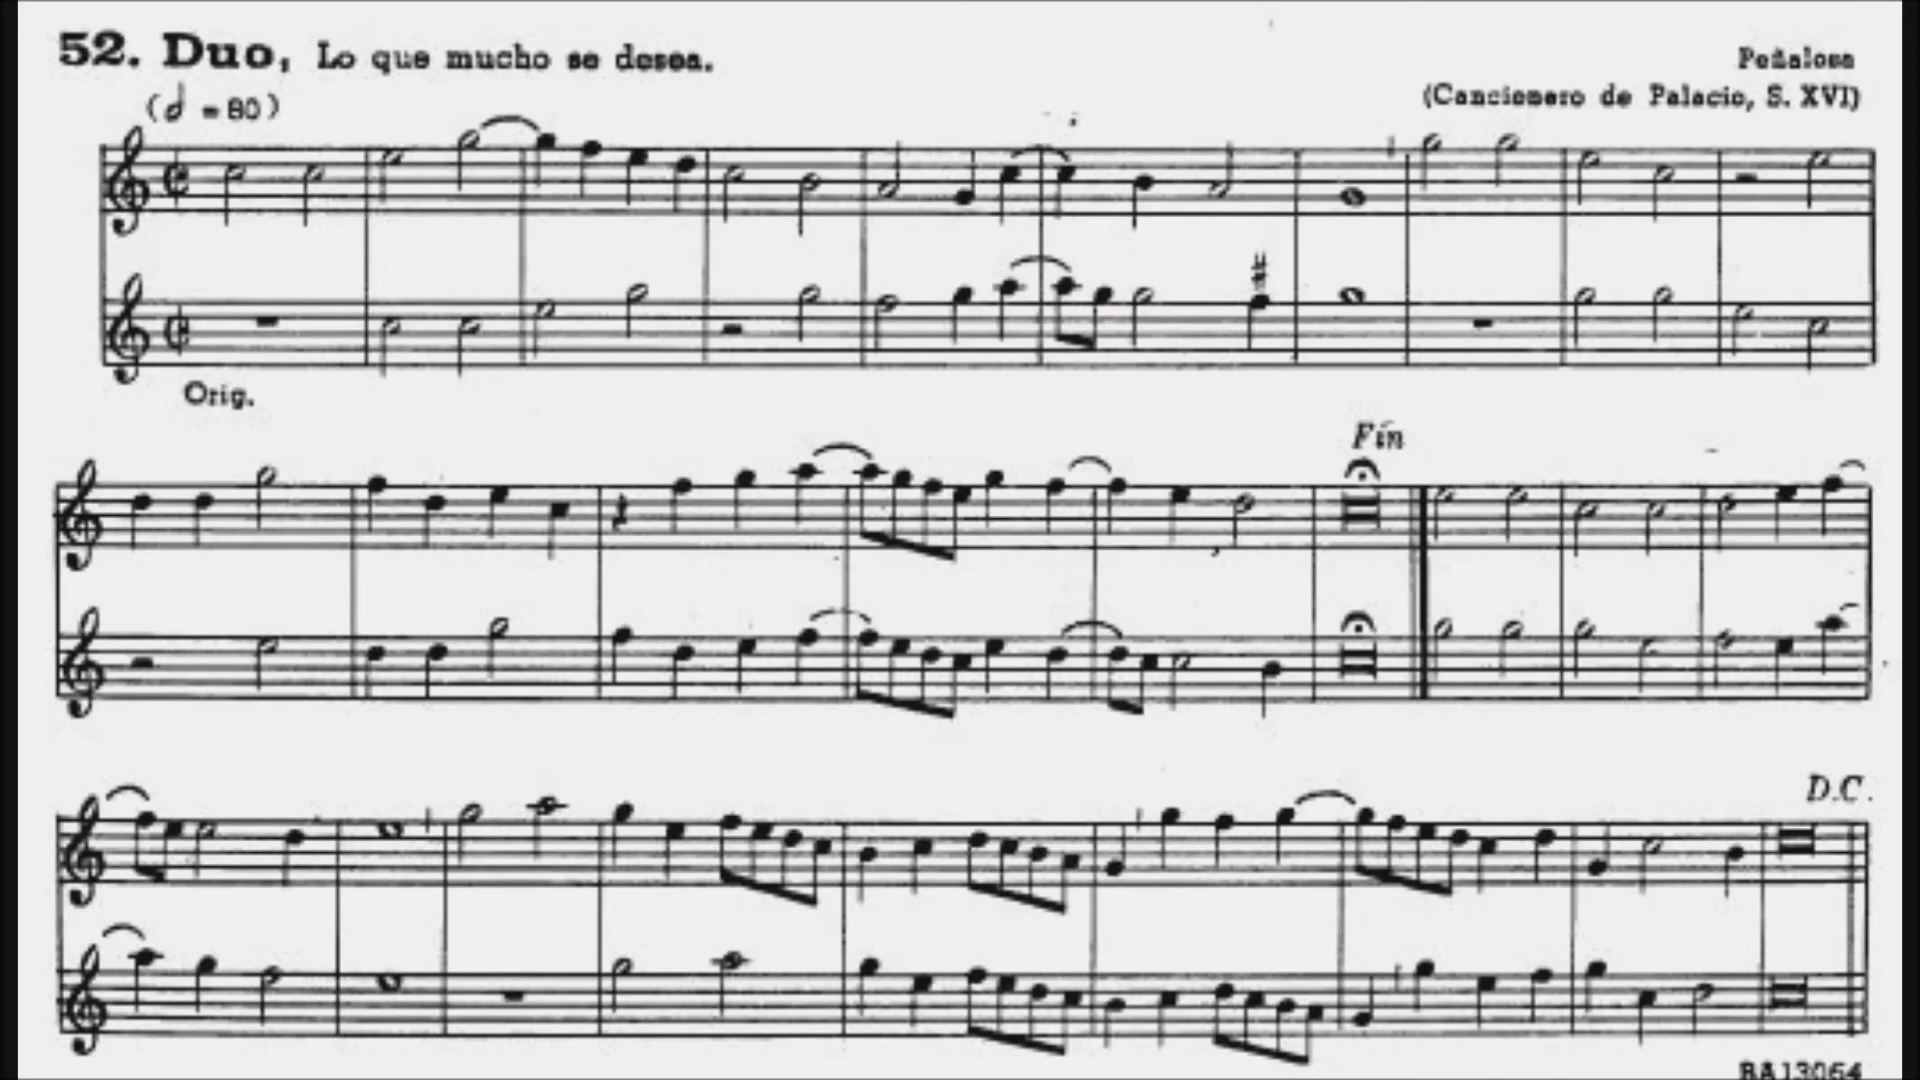 52. Duo, Lo que mucho se desea.
Peñalosa
(𝅗𝅥 = 80)
(Cancionero de Palacio, S. XVI)
Orig.
Fin
D.C.
BA13064